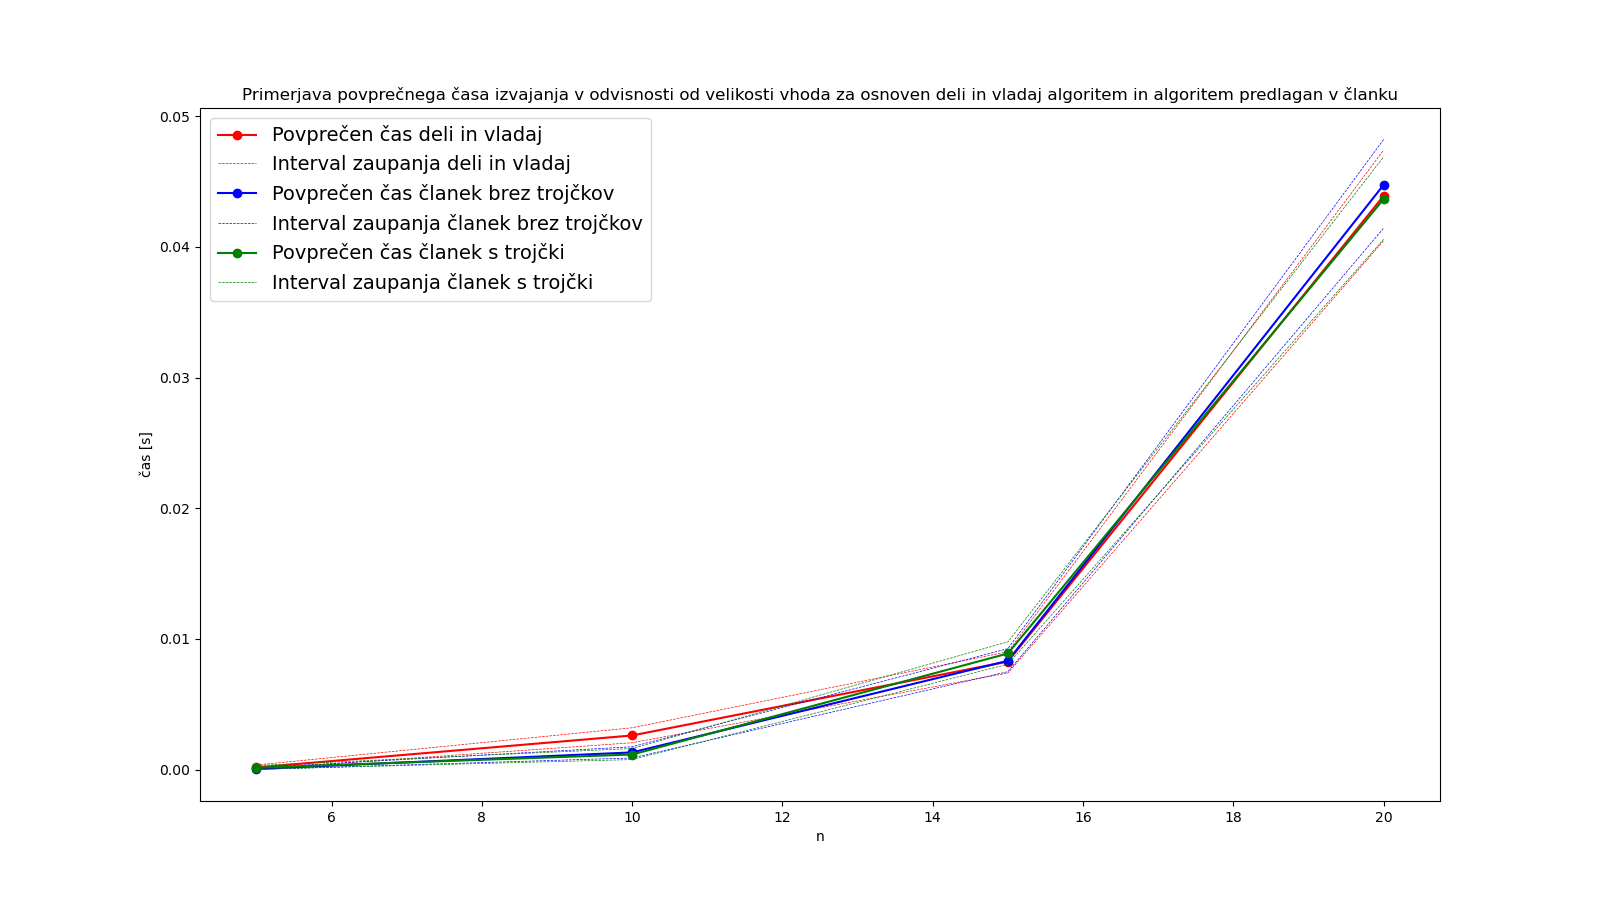 Primerjava povprečnega časa izvajanja v odvisnosti od velikosti vhoda za osnoven deli in vladaj algoritem in algoritem predlagan v članku
Povprečen čas deli in vladaj
Interval zaupanja deli in vladaj
Povprečen čas članek brez trojčkov
Interval zaupanja članek brez trojčkov
Povprečen čas članek s trojčki
Interval zaupanja članek s trojčki
0.05
0.04
0.03
0.02
0.01
0.00
čas [s]
6 8 10 12 14 16 18 20
n